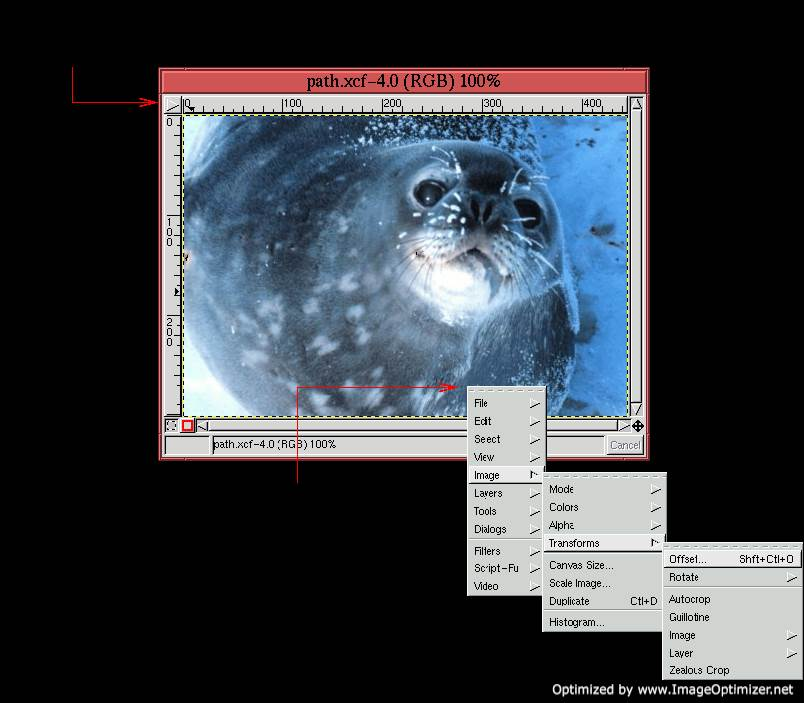 path.xcf-4.0 (RGB) 100%
0 100 200 300 400
0
100
200
path.xcf-4.0 (RGB) 100%
Cancel
File
Edit
Select
View
Image
Layers
Tools
Dialogs
Filters
Script-Fu
Video
Mode
Colors
Alpha
Transforms
Canvas Size...
Scale Image...
Duplicate Ctl+D
Histogram...
Offset... Shft+Ctl+O
Rotate
Autocrop
Guillotine
Image
Layer
Zealous Crop
Optimized by www.ImageOptimizer.net